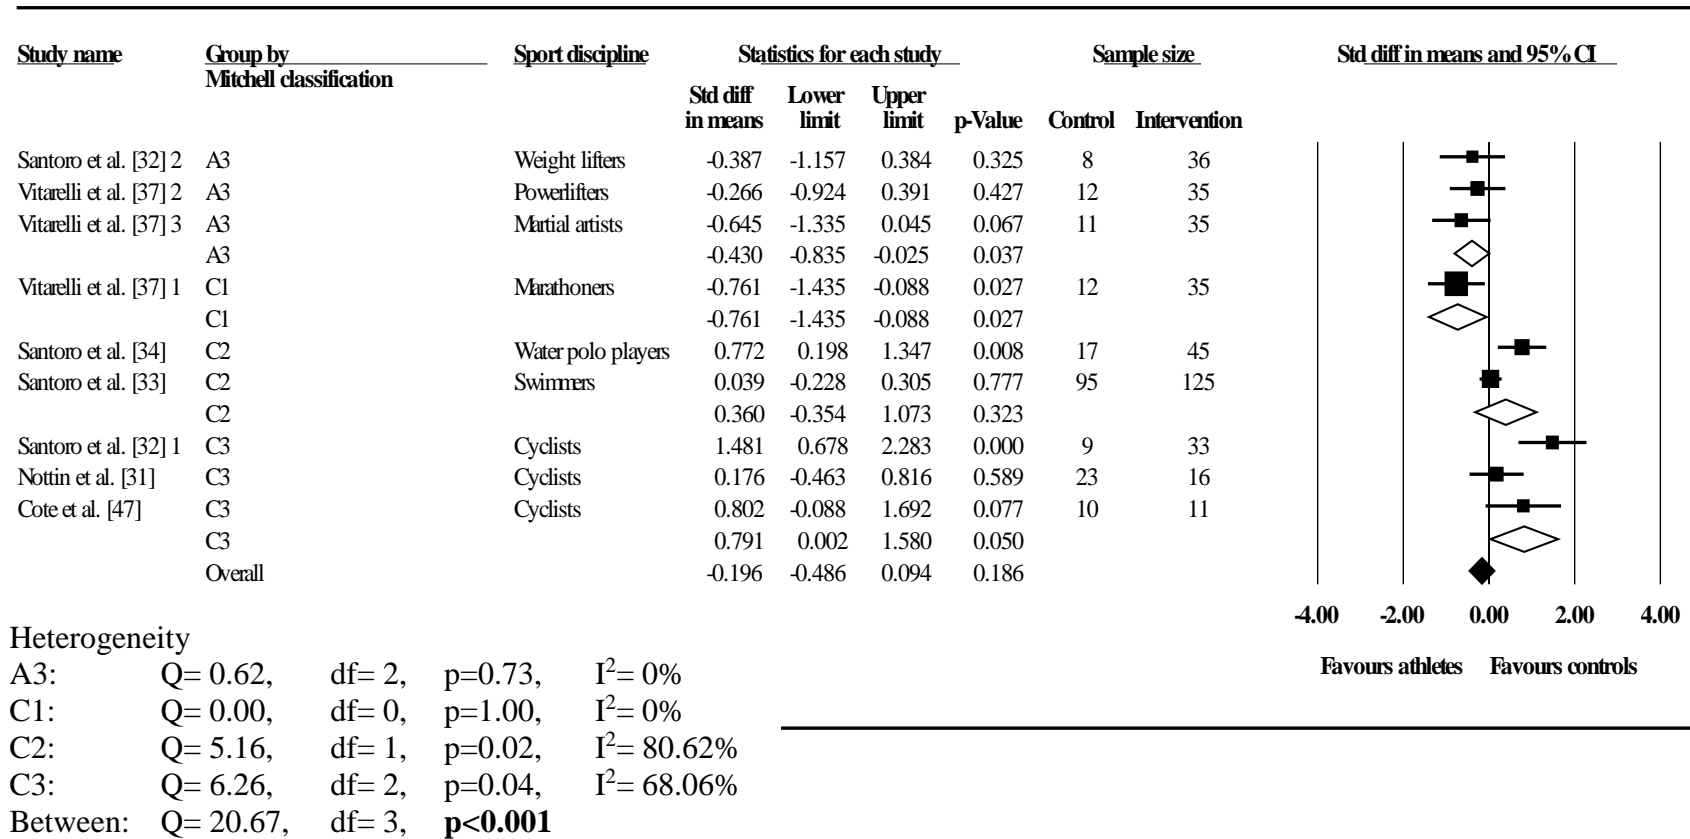 Study name Group by Sport discipline Statistics for each study Sample size Std diff in means and 95% CI
Mitchell classification
Std diff Lower Upper
in means limit limit p-Value Control Intervention
Santoro et al. [32] 2 A3 Weight lifters -0.387 -1.157 0.384 0.325 8 36
Vitarelli et al. [37] 2 A3 Powerlifters -0.266 -0.924 0.391 0.427 12 35
Vitarelli et al. [37] 3 A3 Martial artists -0.645 -1.335 0.045 0.067 11 35
A3 -0.430 -0.835 -0.025 0.037
Vitarelli et al. [37] 1 C1 Marathoners -0.761 -1.435 -0.088 0.027 12 35
C1 -0.761 -1.435 -0.088 0.027
Santoro et al. [34] C2 Water polo players 0.772 0.198 1.347 0.008 17 45
Santoro et al. [33] C2 Swimmers 0.039 -0.228 0.305 0.777 95 125
C2 0.360 -0.354 1.073 0.323
Santoro et al. [32] 1 C3 Cyclists 1.481 0.678 2.283 0.000 9 33
Nottin et al. [31] C3 Cyclists 0.176 -0.463 0.816 0.589 23 16
Cote et al. [47] C3 Cyclists 0.802 -0.088 1.692 0.077 10 11
C3 0.791 0.002 1.580 0.050
Overall -0.196 -0.486 0.094 0.186
-4.00 -2.00 0.00 2.00 4.00
Favours athletes Favours controls
Heterogeneity
A3: Q= 0.62, df= 2, p=0.73, I²= 0%
C1: Q= 0.00, df= 0, p=1.00, I²= 0%
C2: Q= 5.16, df= 1, p=0.02, I²= 80.62%
C3: Q= 6.26, df= 2, p=0.04, I²= 68.06%
Between: Q= 20.67, df= 3, p<0.001